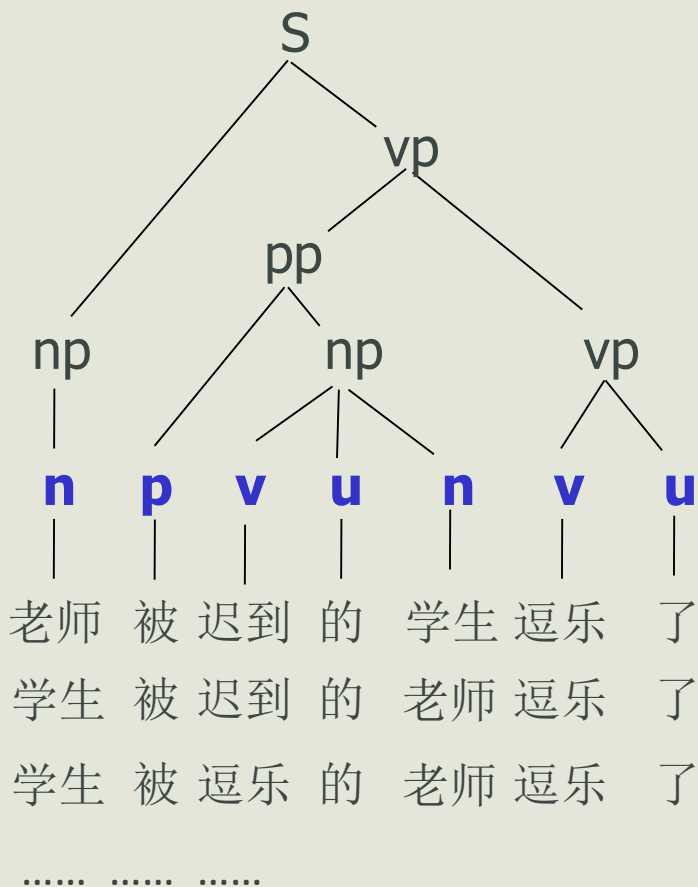 S
vp
pp
np np vp
n p v u n v u
老师 被 迟到 的 学生 逗乐 了
学生 被 迟到 的 老师 逗乐 了
学生 被 逗乐 的 老师 逗乐 了
…… …… ……